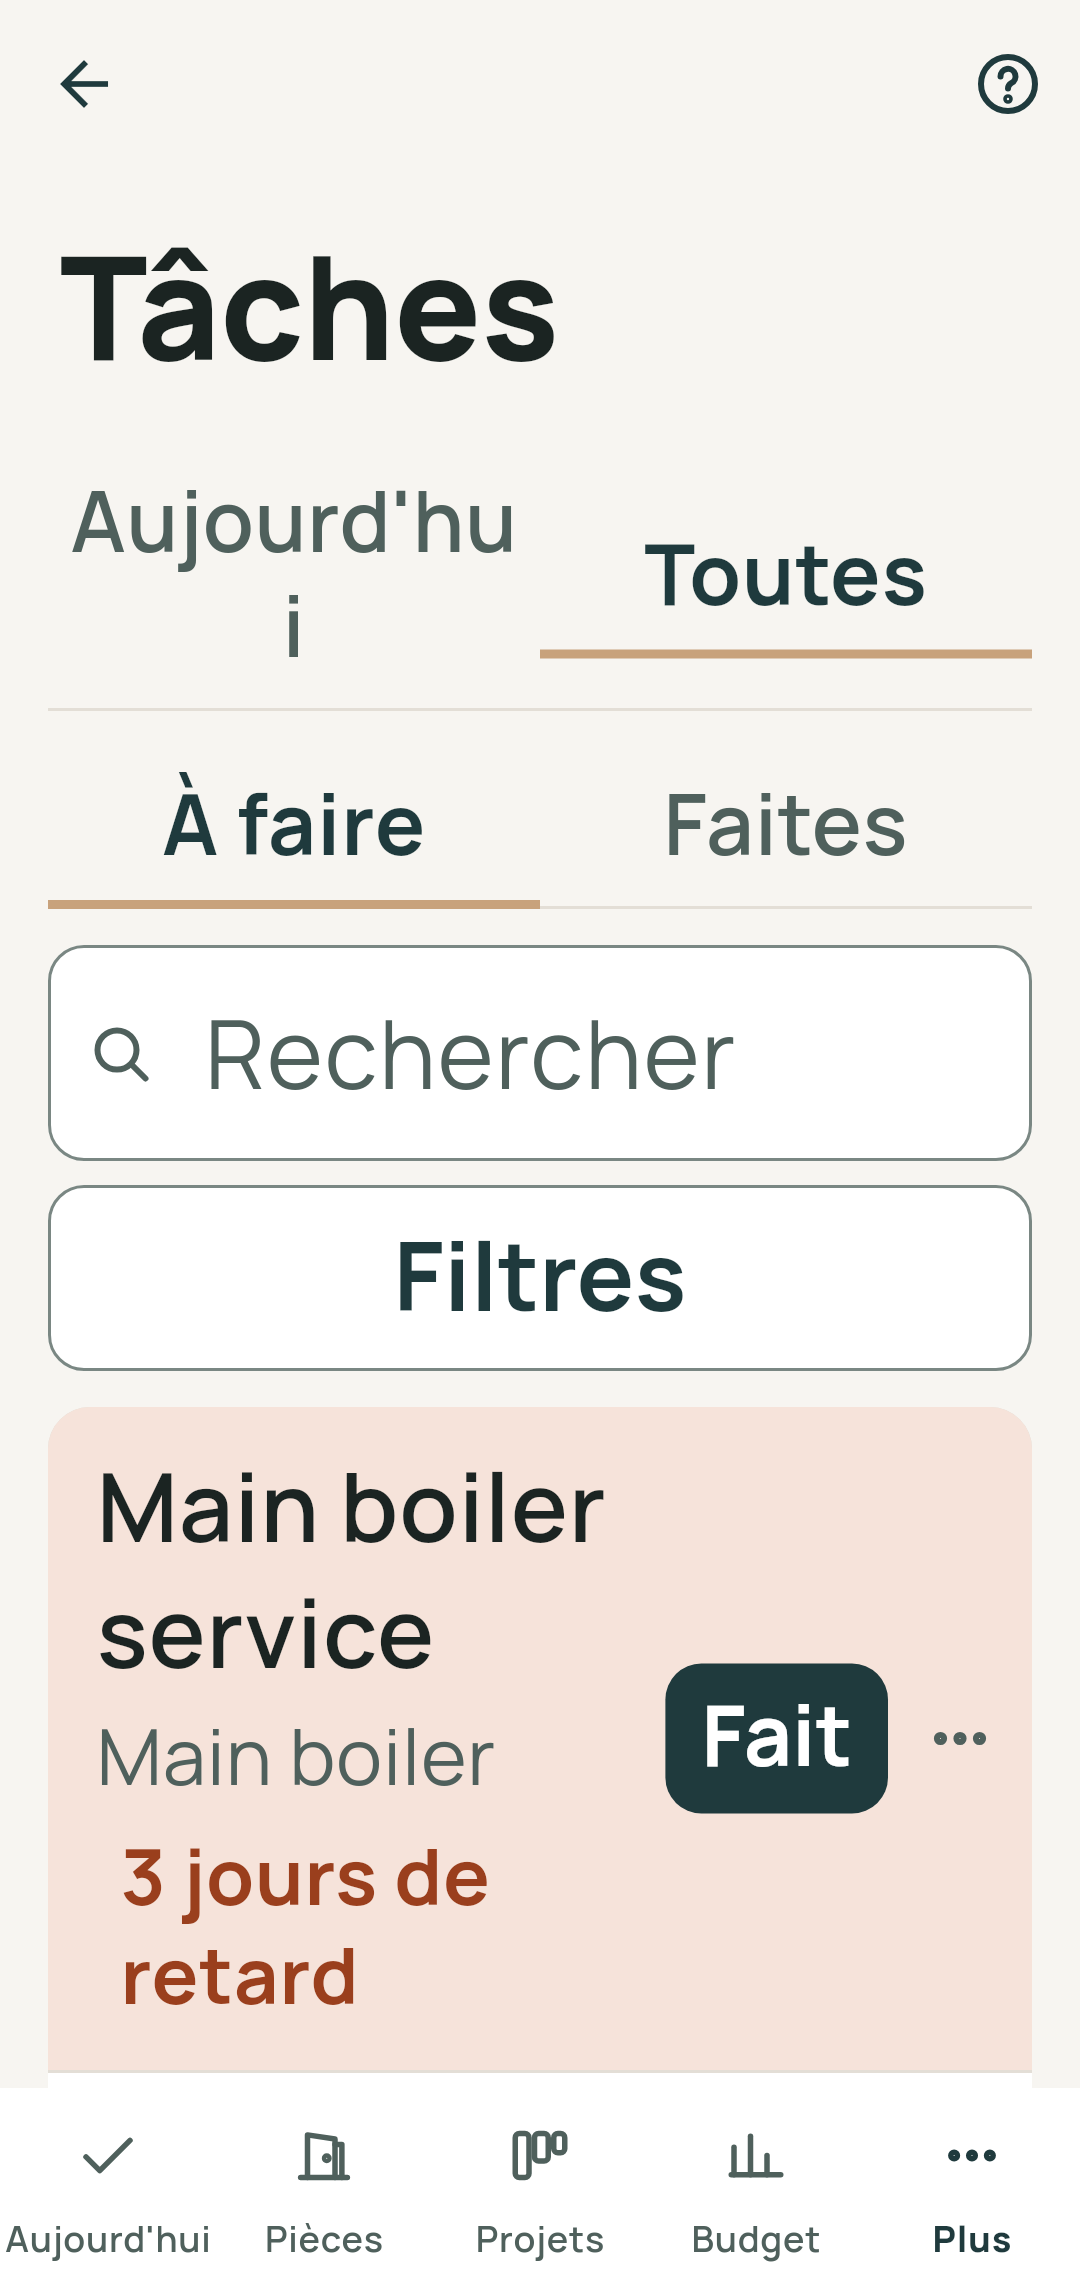 Tâches
Aujourd'hu
i
Toutes
À faire
Faites
Rechercher
Filtres
Main boiler
service
Main boiler
3 jours de
retard
Fait
Aujourd'hui
Pièces
Projets
Budget
Plus